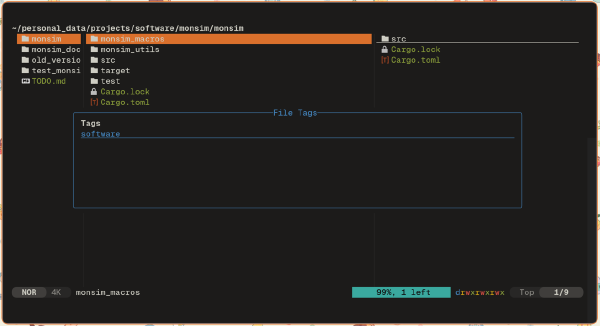 ~/personal_data/projects/software/monsim/monsim
monsim monsim_macros src
monsim_doc monsim_utils Cargo.lock
old_versio src Cargo.toml
test_monsi target
TODO.md test
Cargo.lock
Cargo.toml
File Tags
Tags
software
NOR 4K monsim_macros 99%, 1 left drwxrwxrwx Top 1/9